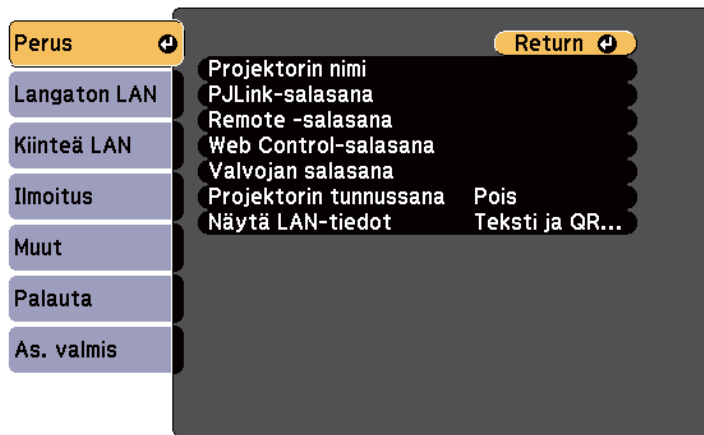 Perus
Langaton LAN
Kiinteä LAN
Ilmoitus
Muut
Palauta
As. valmis
Return
Projektorin nimi
PJLink-salasana
Remote -salasana
Web Control-salasana
Valvojan salasana
Projektorin tunnussana Pois
Näytä LAN-tiedot Teksti ja QR...